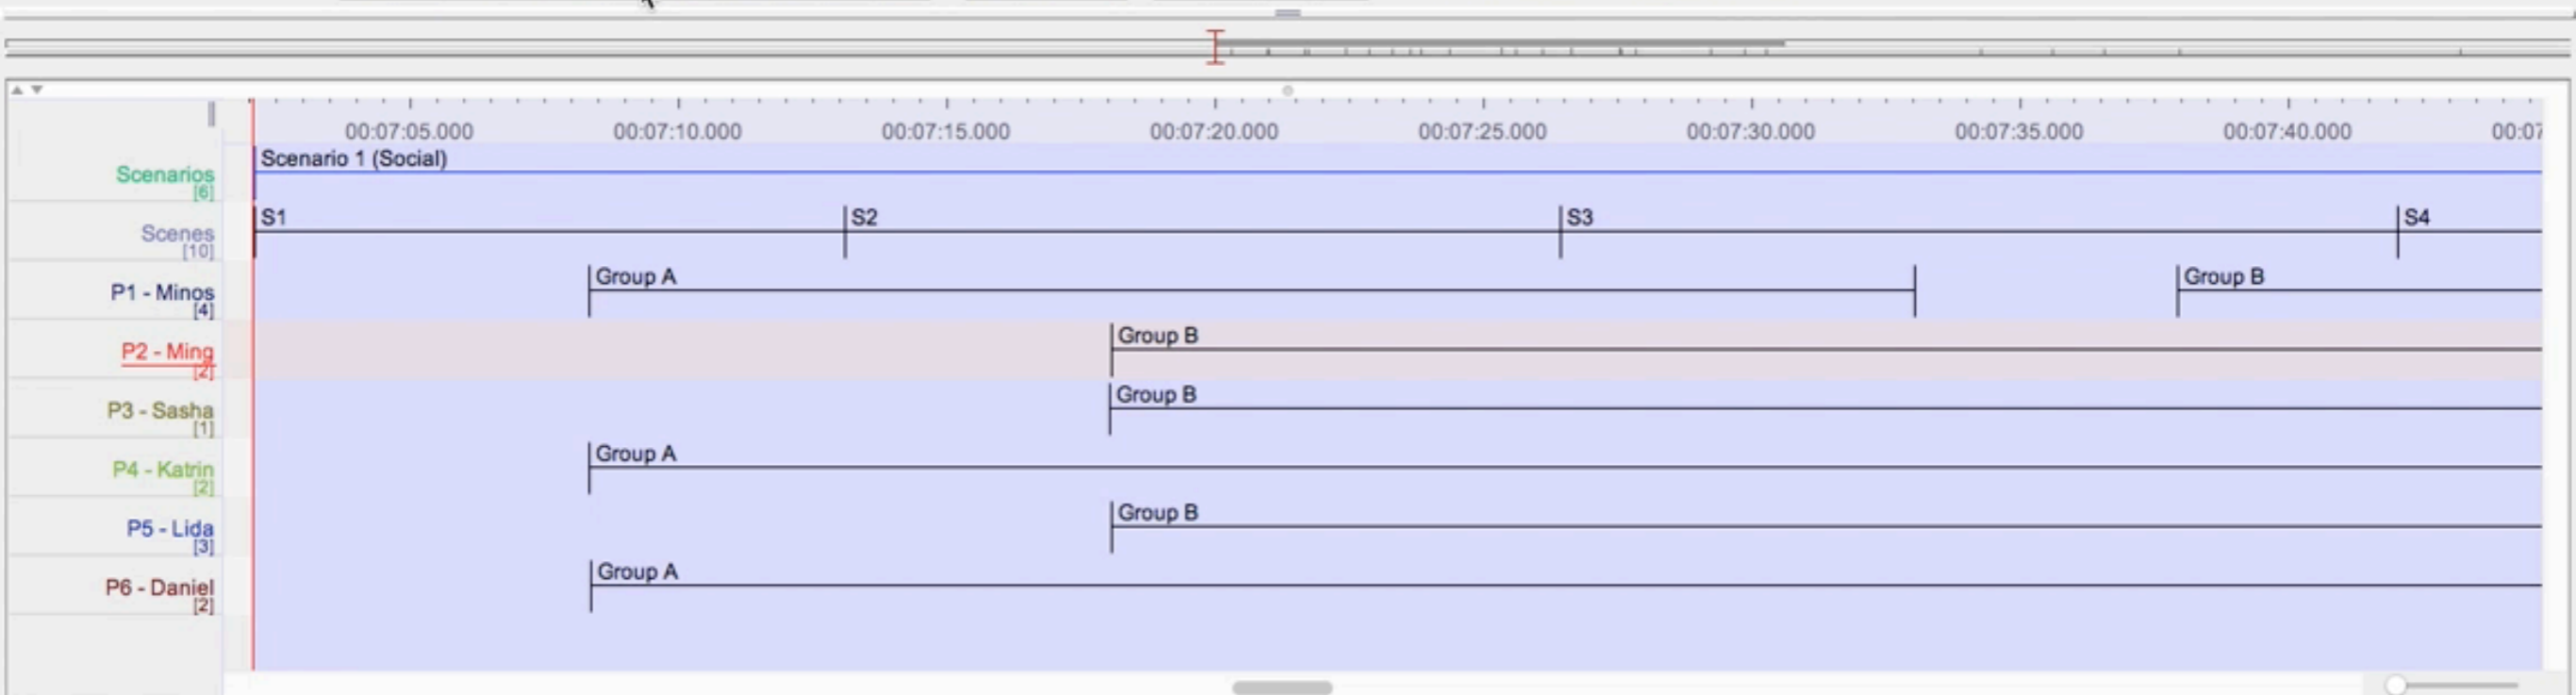 00:07:05.000 00:07:10.000 00:07:15.000 00:07:20.000 00:07:25.000 00:07:30.000 00:07:35.000 00:07:40.000 00:07
Scenario 1 (Social)
Scenarios
[6]
S1 S2 S3 S4
Scenes
[10]
Group A Group B
P1 - Minos
[4]
Group B
P2 - Ming
[2]
Group B
P3 - Sasha
[1]
Group A
P4 - Katrin
[2]
Group B
P5 - Lida
[3]
Group A
P6 - Daniel
[2]